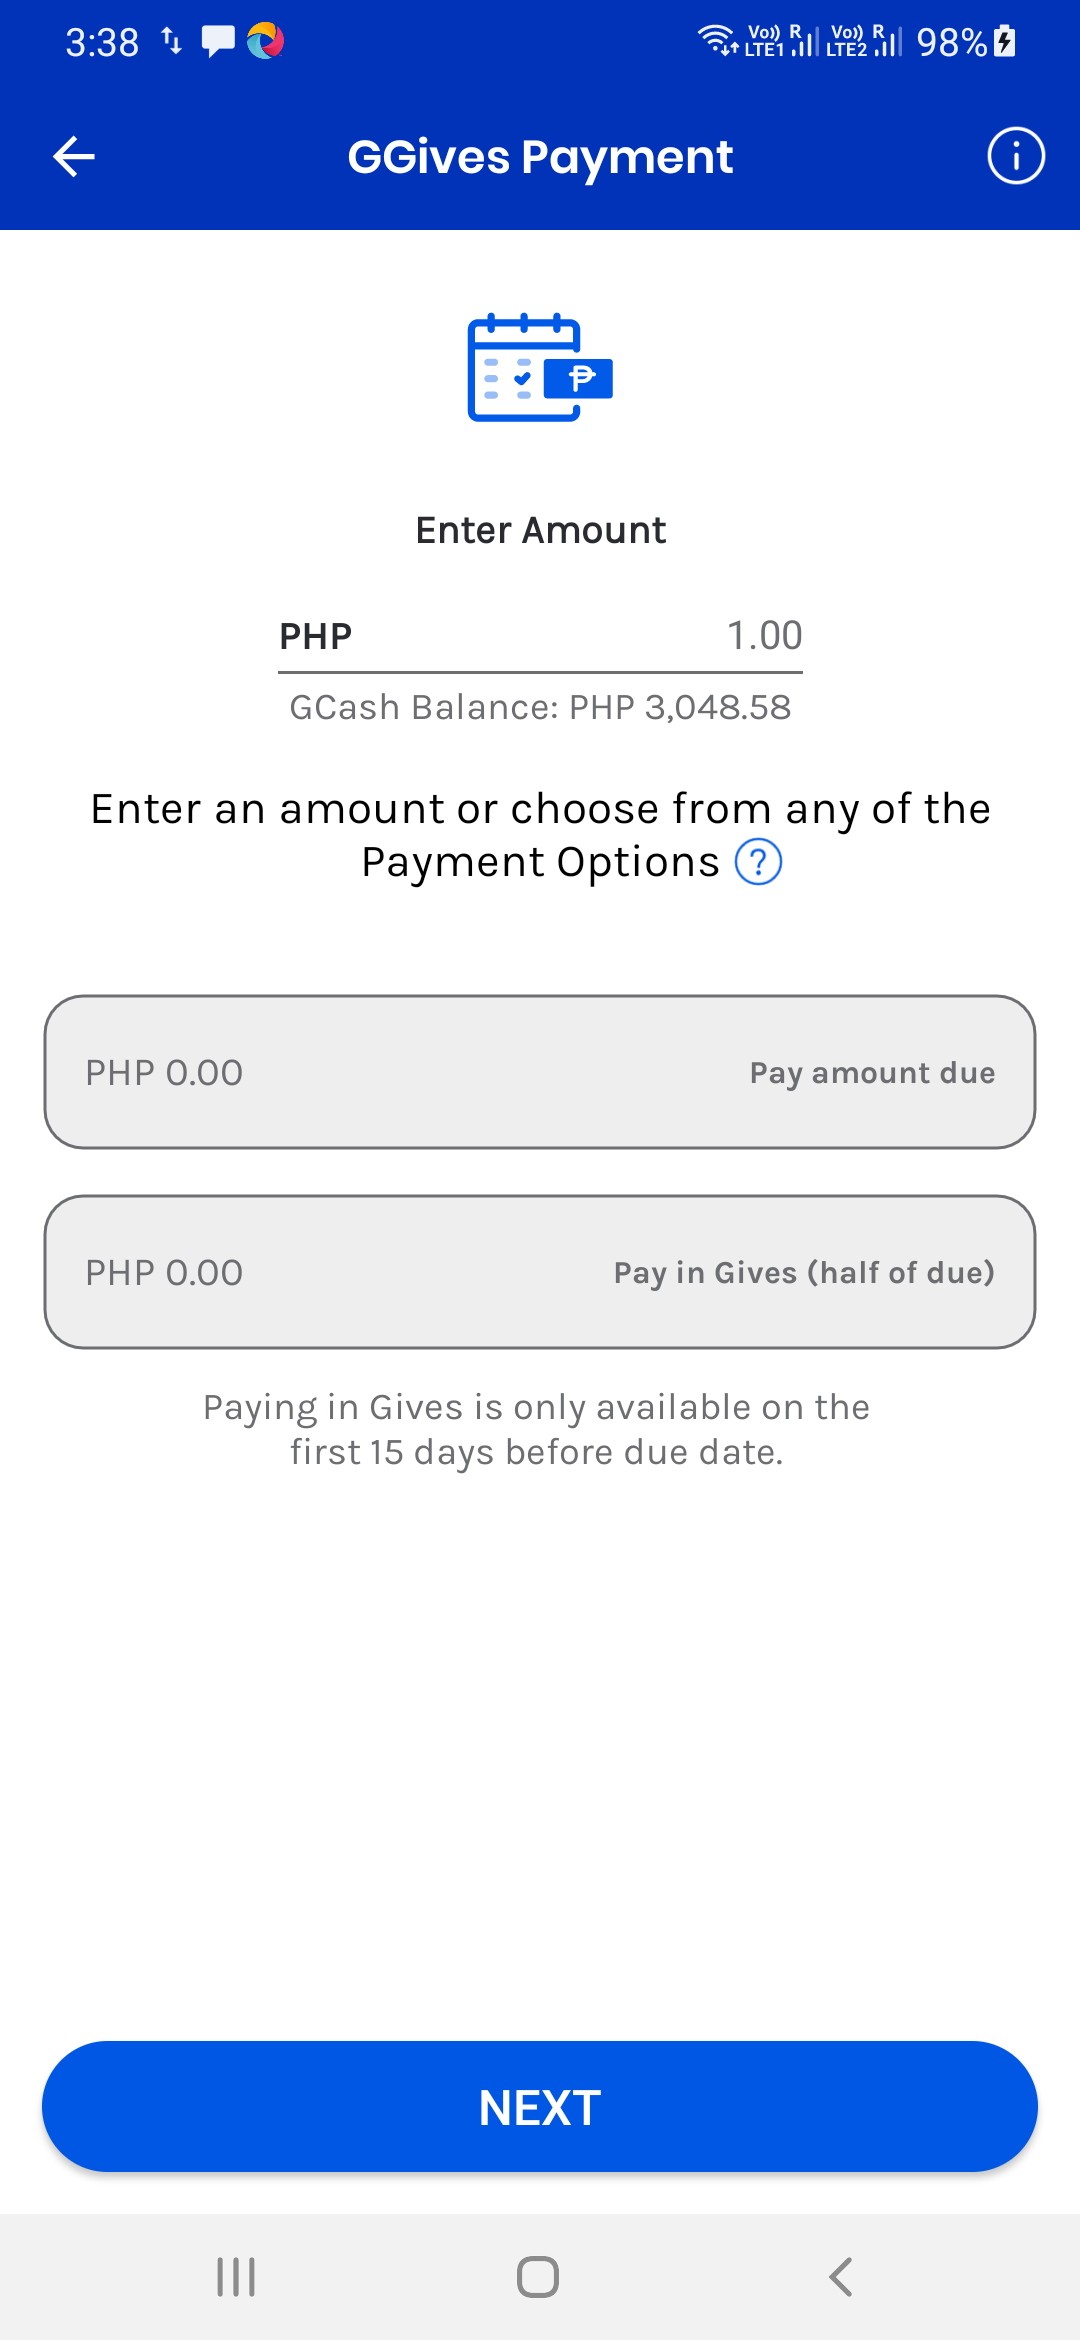 3:38 Vo)) LTE1 R Vo)) LTE2 R 98%
GGives Payment
Enter Amount
PHP 1.00
GCash Balance: PHP 3,048.58
Enter an amount or choose from any of the
Payment Options ?
PHP 0.00 Pay amount due
PHP 0.00 Pay in Gives (half of due)
Paying in Gives is only available on the
first 15 days before due date.
NEXT